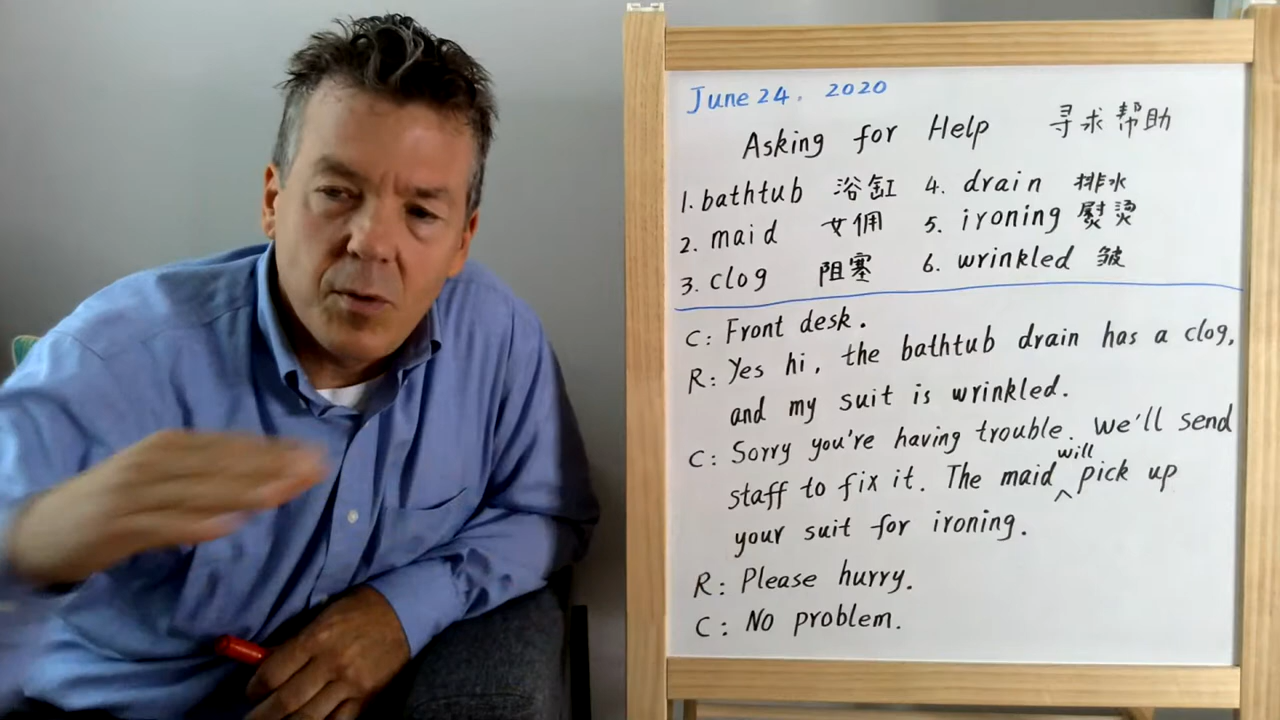 June 24, 2020
Asking for Help 寻求帮助
1. bathtub 浴缸 4. drain 排水
2. maid 女佣 5. ironing 熨烫
3. clog 阻塞 6. wrinkled 皱
C: Front desk.
R: Yes hi, the bathtub drain has a clog,
and my suit is wrinkled.
C: Sorry you're having trouble. We'll send
staff to fix it. The maid ^will pick up
your suit for ironing.
R: Please hurry.
C: No problem.